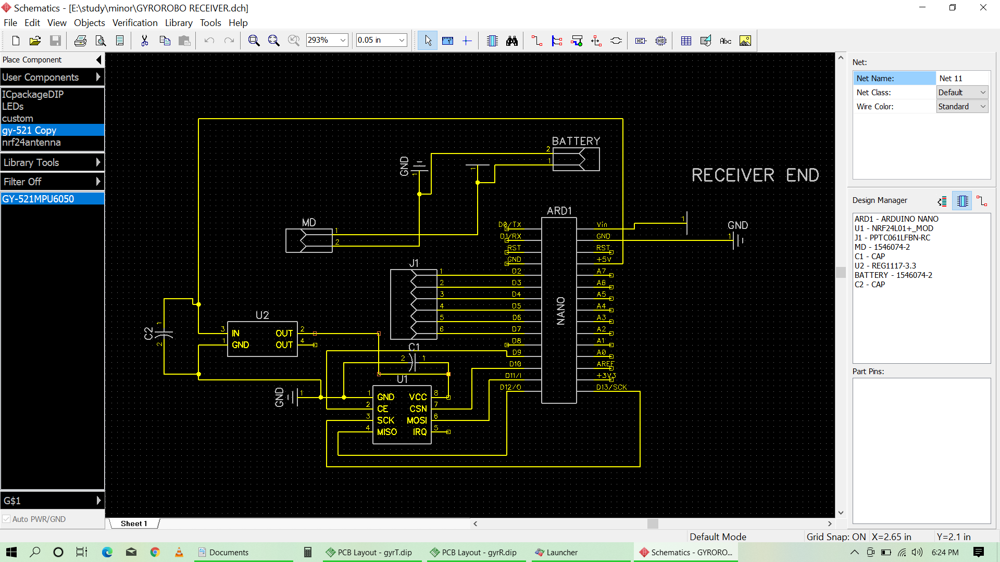 Schematics - [E:\study\minor\GYROROBO RECEIVER.dch]
File Edit View Objects Verification Library Tools Help
293% 0.05 in Abc
Place Component
User Components
ICpackageDIP
LEDs
custom
gy-521 Copy
nrf24antenna
Library Tools
Filter Off
GY-521MPU6050
G$1
Auto PWR/GND
BATTERY
2
1
GND
1
1
RECEIVER END
MD
1
2
ARD1
NANO
D0/TX
D1/RX
RST
GND
D2
D3
D4
D5
D6
D7
D8
D9
D10
D11/I
D12/O
Vin
GND
RST
+5V
A7
A6
A5
A4
A3
A2
A1
A0
AREF
+3V3
D13/SCK
1
GND
1
J1
1
2
3
4
5
6
C2
1
2
U2
3 IN OUT 2
1 GND OUT 4
C1
2 1
U1
GND 1
1 GND VCC 8
2 CE CSN 7
3 SCK MOSI 6
4 MISO IRQ 5
Sheet 1
Net:
Net Name: Net 11
Net Class: Default
Wire Color: Standard
Design Manager
ARD1 - ARDUINO NANO
U1 - NRF24L01+_MOD
J1 - PPTC061LFBN-RC
MD - 1546074-2
C1 - CAP
U2 - REG1117-3.3
BATTERY - 1546074-2
C2 - CAP
Part Pins:
Default Mode Grid Snap: ON X=2.65 in Y=2.1 in
Documents PCB Layout - gyrT.dip PCB Layout - gyrR.dip Launcher Schematics - GYRORO... 6:24 PM